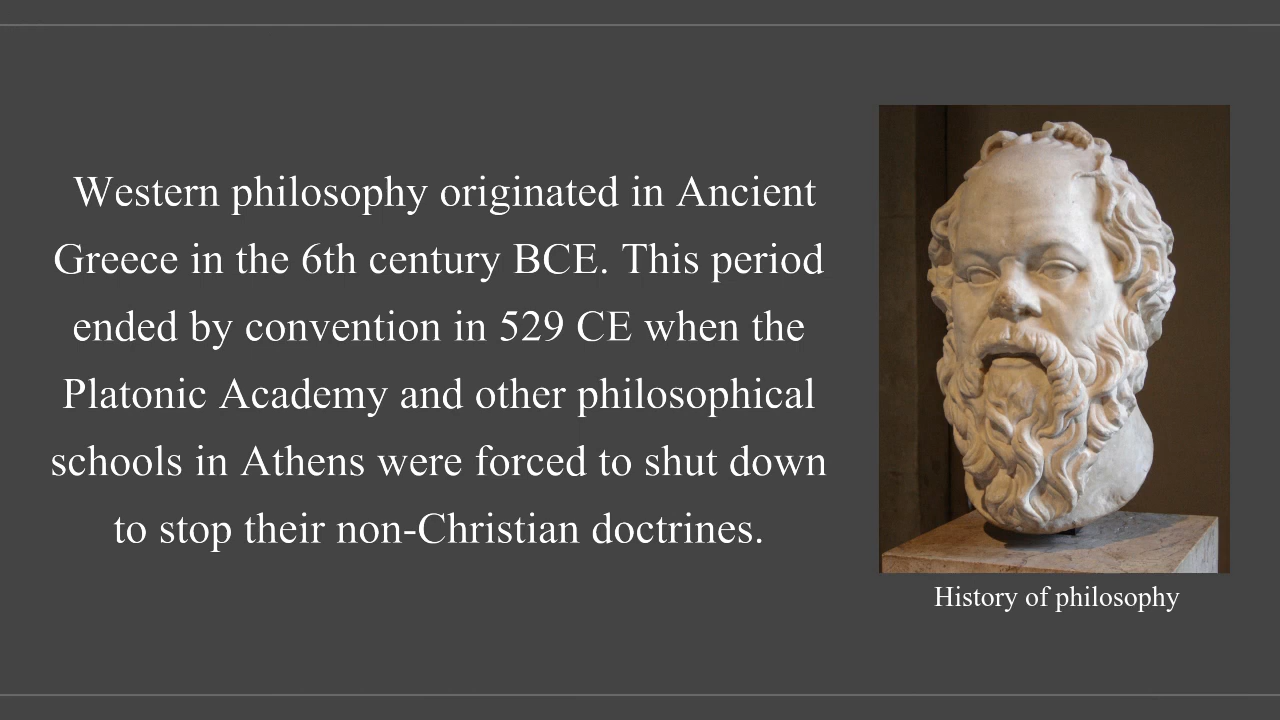 Western philosophy originated in Ancient
Greece in the 6th century BCE. This period
ended by convention in 529 CE when the
Platonic Academy and other philosophical
schools in Athens were forced to shut down
to stop their non-Christian doctrines.
History of philosophy